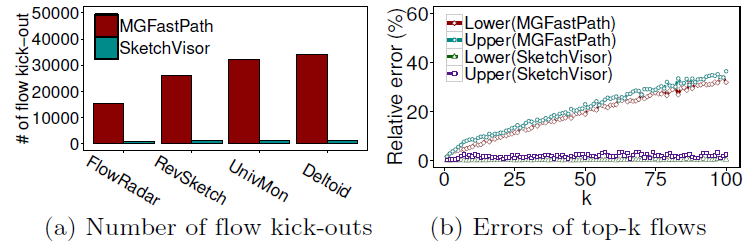 # of flow kick−out
50000
40000
30000
20000
10000
0
MGFastPath
SketchVisor
FlowRadar
RevSketch
UnivMon
Deltoid
(a) Number of flow kick-outs
Relative error (%)
60
40
20
0
Lower(MGFastPath)
Upper(MGFastPath)
Lower(SketchVisor)
Upper(SketchVisor)
0 25 50 75 100
k
(b) Errors of top-k flows